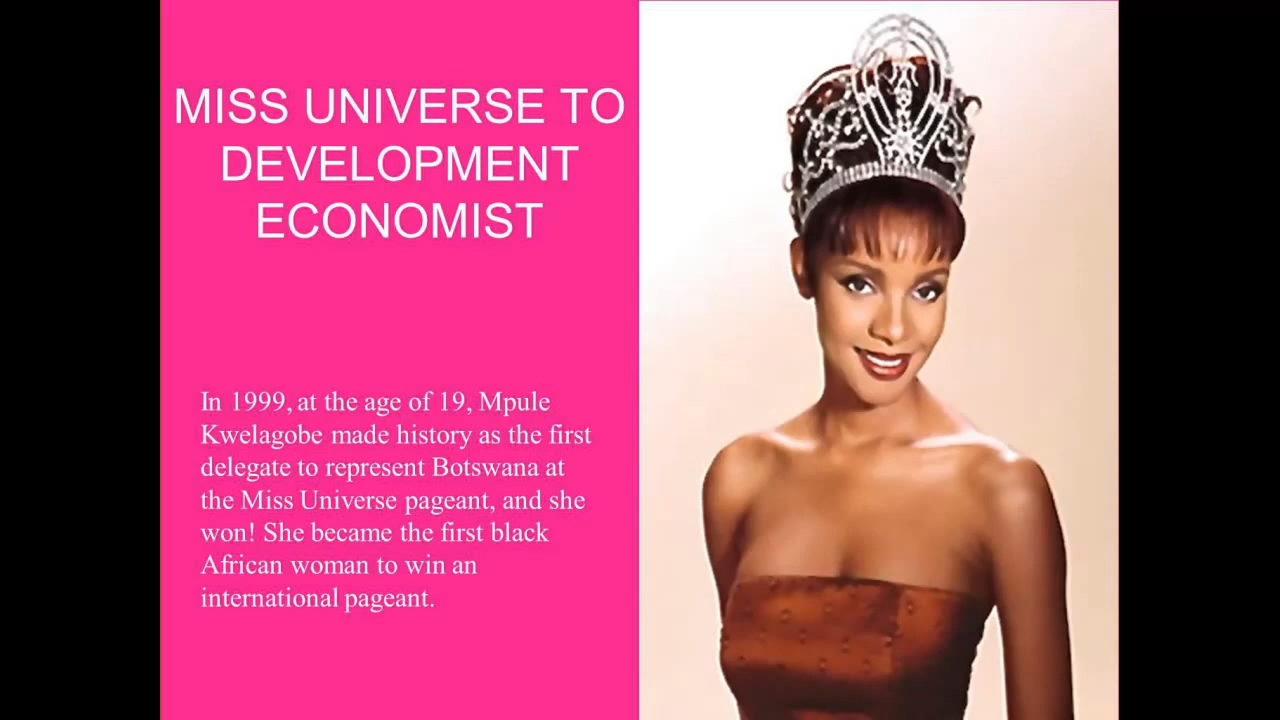 MISS UNIVERSE TO
DEVELOPMENT
ECONOMIST
In 1999, at the age of 19, Mpule
Kwelagobe made history as the first
delegate to represent Botswana at
the Miss Universe pageant, and she
won! She became the first black
African woman to win an
international pageant.